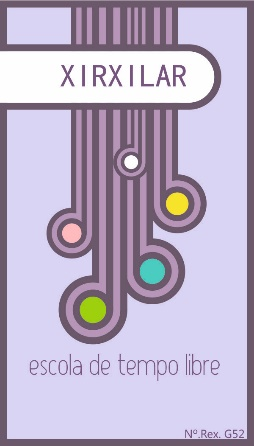 XIRXILAR
escola de tempo libre
Nº.Rex. G52